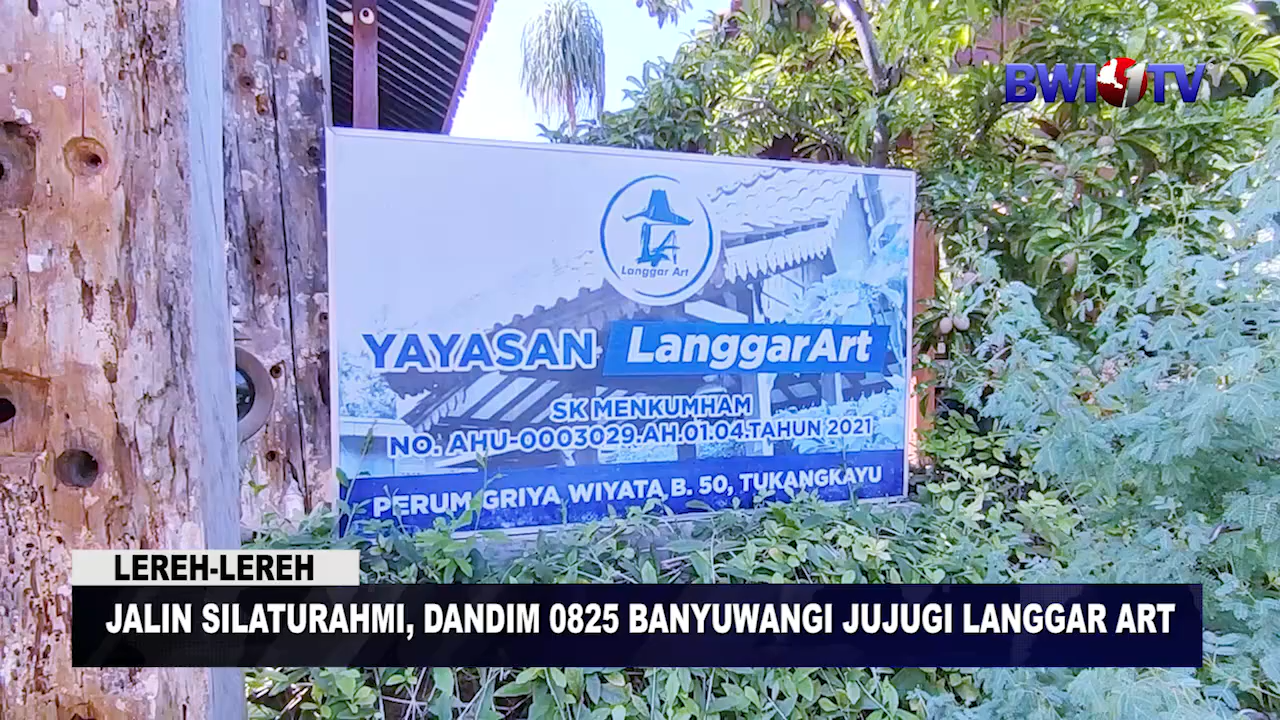 BWI TV
LA
Langgar Art
YAYASAN LanggarArt
SK MENKUMHAM
NO. AHU-0003029.AH.01.04.TAHUN 2021
PERUM GRIYA WIYATA B. 50, TUKANGKAYU
LEREH-LEREH
JALIN SILATURAHMI, DANDIM 0825 BANYUWANGI JUJUGI LANGGAR ART